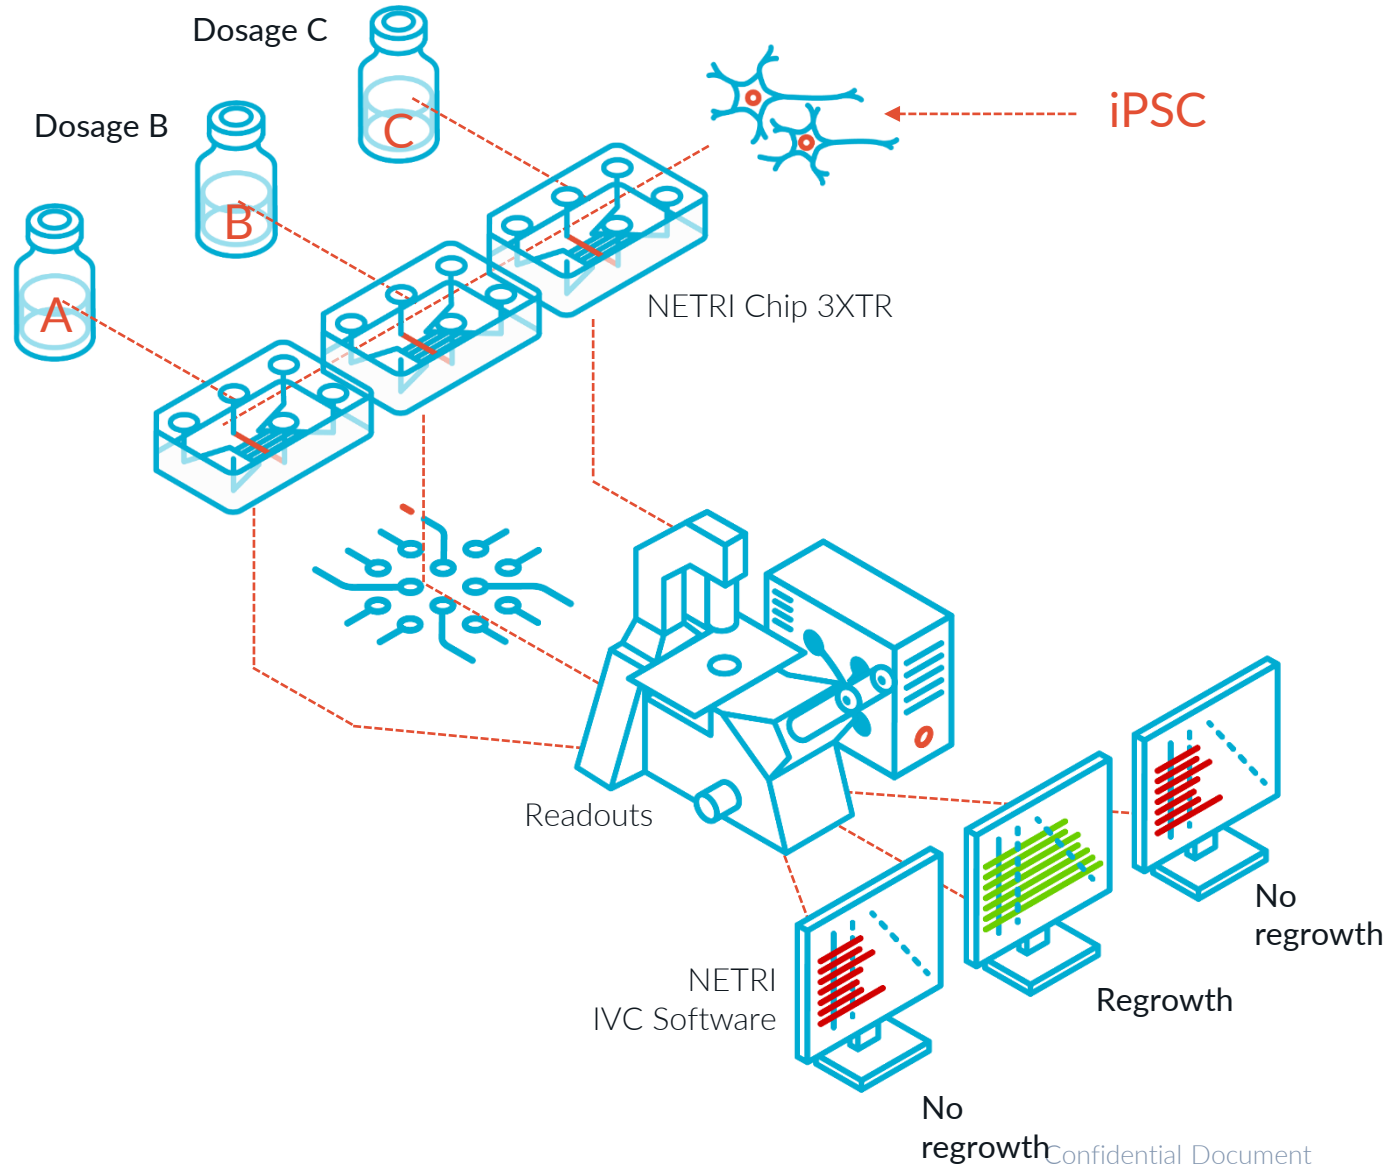 Dosage C
C
iPSC
Dosage B
B
A
NETRI Chip 3XTR
Readouts
No
regrowth
Regrowth
NETRI
IVC Software
No
regrowth
Confidential Document